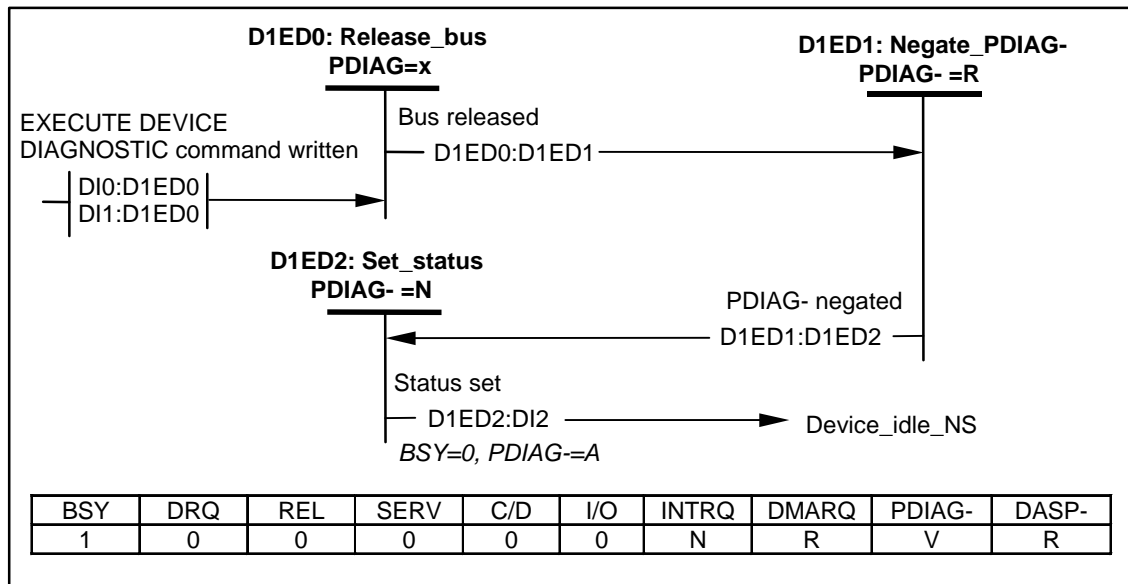 D1ED0: Release_bus
PDIAG=x
D1ED1: Negate_PDIAG-
PDIAG- =R
EXECUTE DEVICE
DIAGNOSTIC command written
Bus released
D1ED0:D1ED1
DI0:D1ED0
DI1:D1ED0
D1ED2: Set_status
PDIAG- =N
PDIAG- negated
D1ED1:D1ED2
Status set
D1ED2:DI2
Device_idle_NS
BSY=0, PDIAG-=A
BSY DRQ REL SERV C/D I/O INTRQ DMARQ PDIAG- DASP-
1 0 0 0 0 0 N R V R